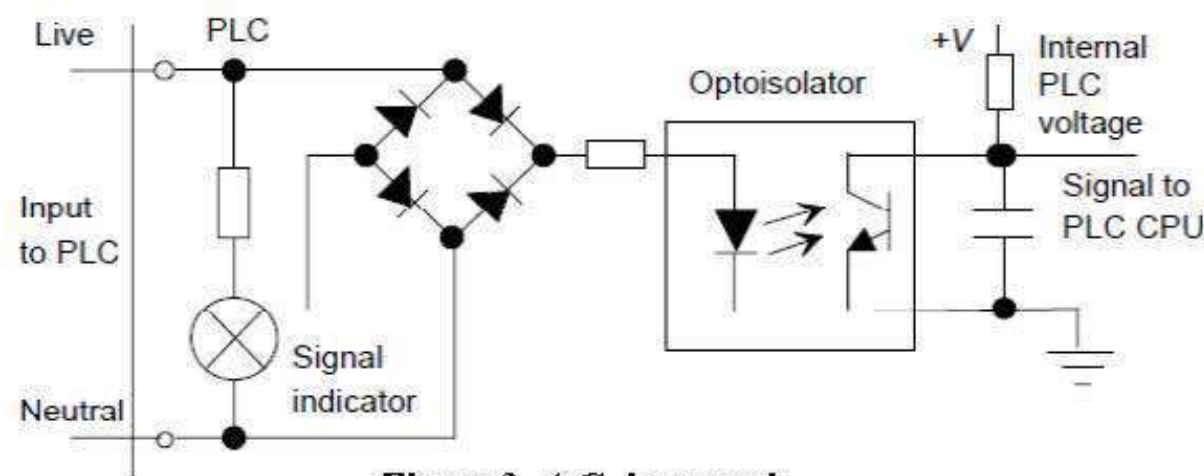 Live
PLC
+V
Internal
PLC
voltage
Optoisolator
Input
to PLC
Signal to
PLC CPU
Signal
indicator
Neutral